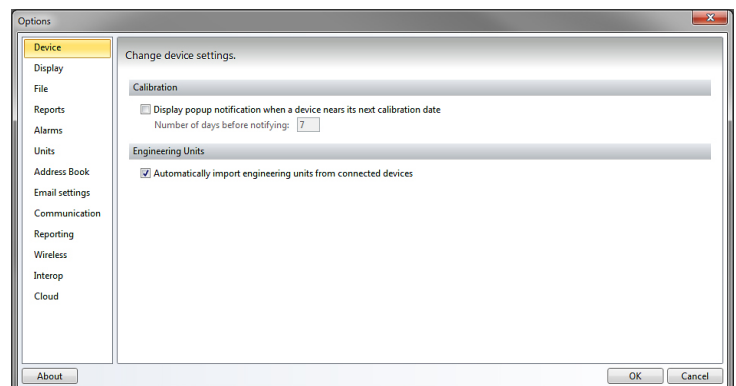 Options
Device
Display
File
Reports
Alarms
Units
Address Book
Email settings
Communication
Reporting
Wireless
Interop
Cloud
Change device settings.
Calibration
Display popup notification when a device nears its next calibration date
Number of days before notifying: 7
Engineering Units
Automatically import engineering units from connected devices
About
OK
Cancel